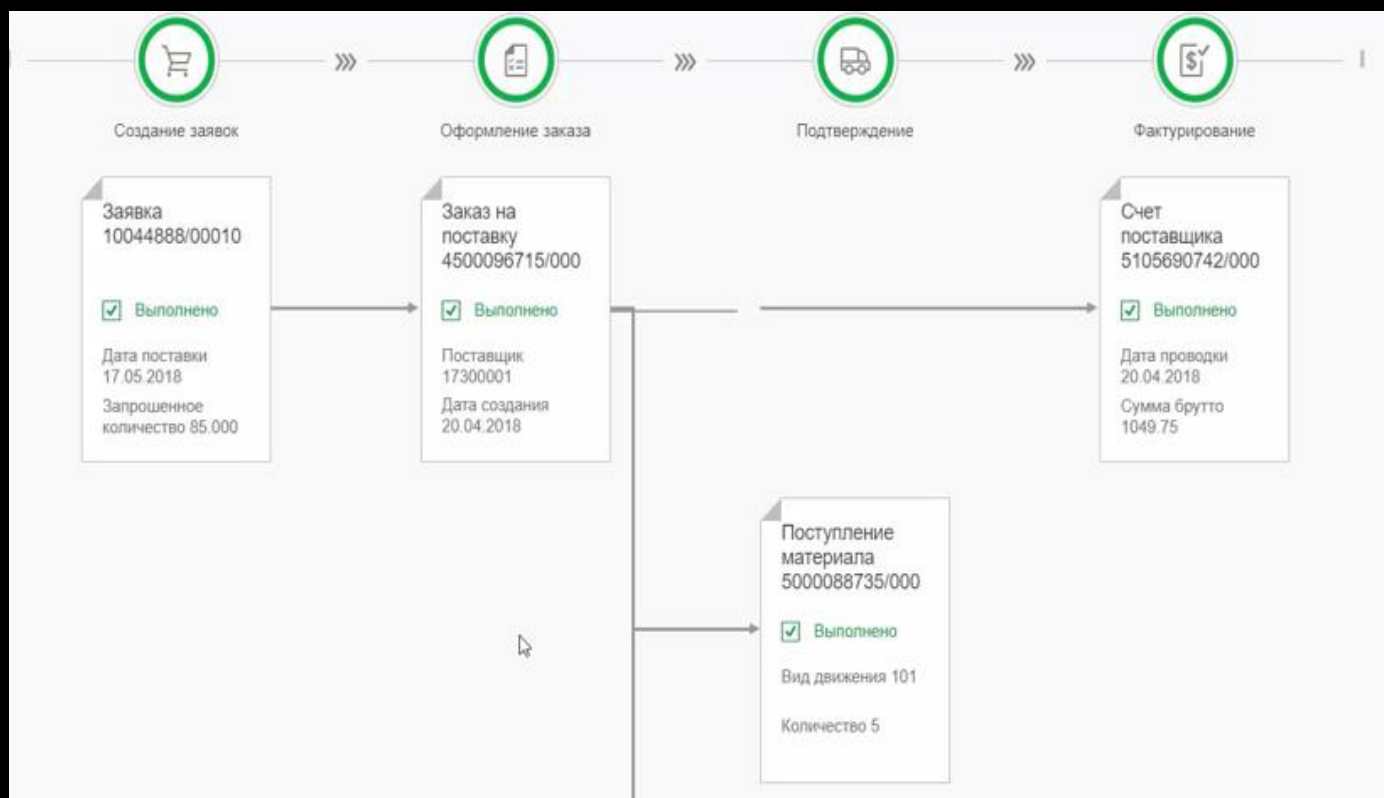 Создание заявок
Оформление заказа
Подтверждение
Фактурирование
Заявка
10044888/00010
Выполнено
Дата поставки
17.05.2018
Запрошенное
количество 85.000
Заказ на
поставку
4500096715/000
Выполнено
Поставщик
17300001
Дата создания
20.04.2018
Счет
поставщика
5105690742/000
Выполнено
Дата проводки
20.04.2018
Сумма брутто
1049.75
Поступление
материала
5000088735/000
Выполнено
Вид движения 101
Количество 5